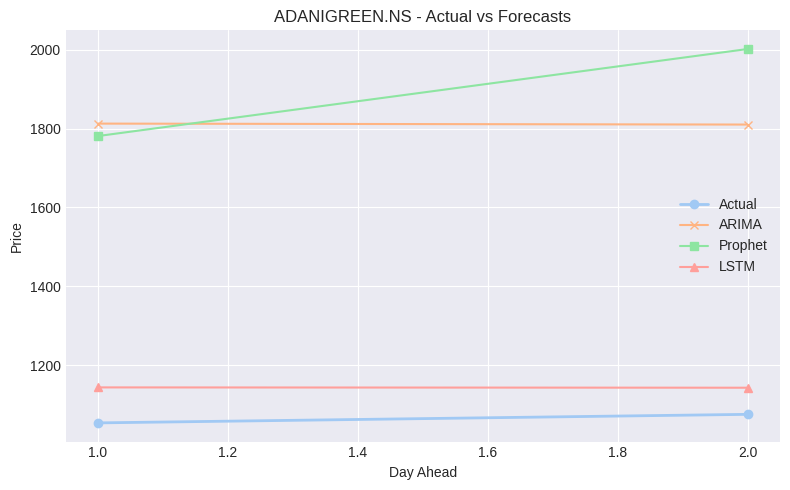 ADANIGREEN.NS - Actual vs Forecasts
2000
1800
1600
1400
1200
Price
Actual
ARIMA
Prophet
LSTM
1.0 1.2 1.4 1.6 1.8 2.0
Day Ahead